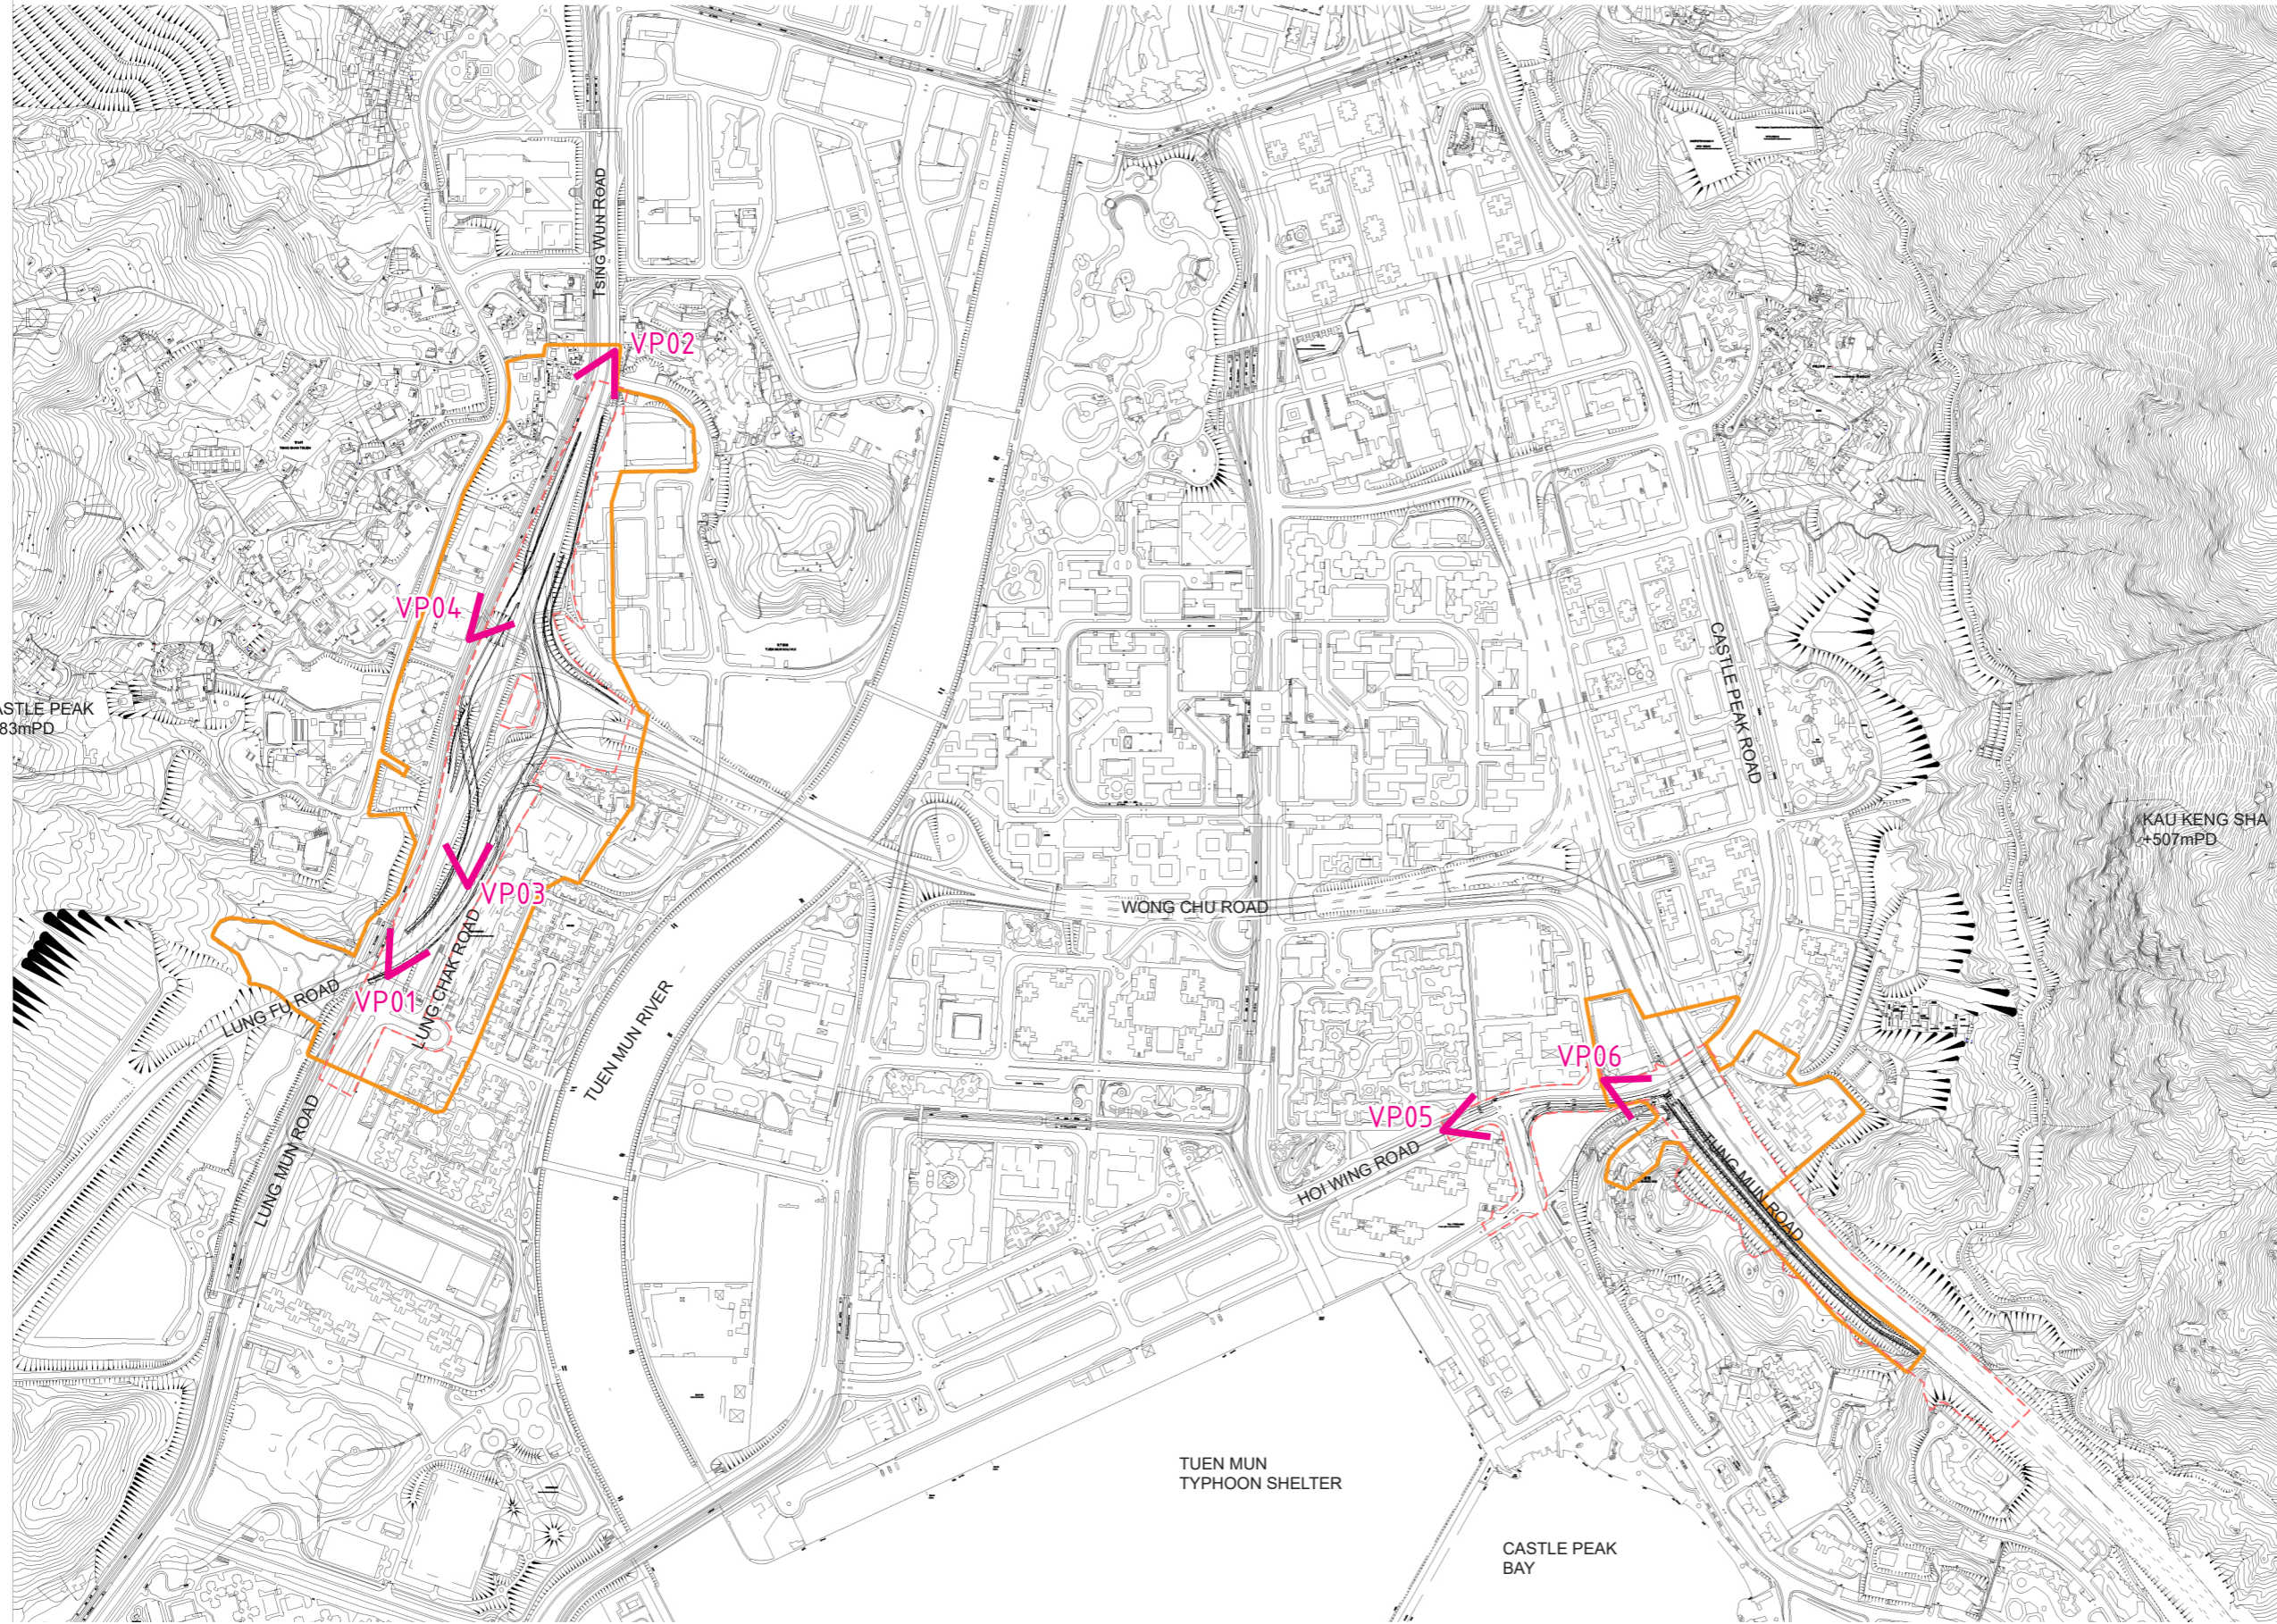 TSING WUN ROAD
VP02
VP04
CASTLE PEAK ROAD
ASTLE PEAK
83mPD
KAU KENG SHA
+507mPD
VP03
WONG CHU ROAD
VP01
LUNG FU ROAD
LUNG CHAK ROAD
TUEN MUN RIVER
VP06
VP05
LUNG MUN ROAD
HOI WING ROAD
TUNG MUN ROAD
TUEN MUN
TYPHOON SHELTER
CASTLE PEAK
BAY